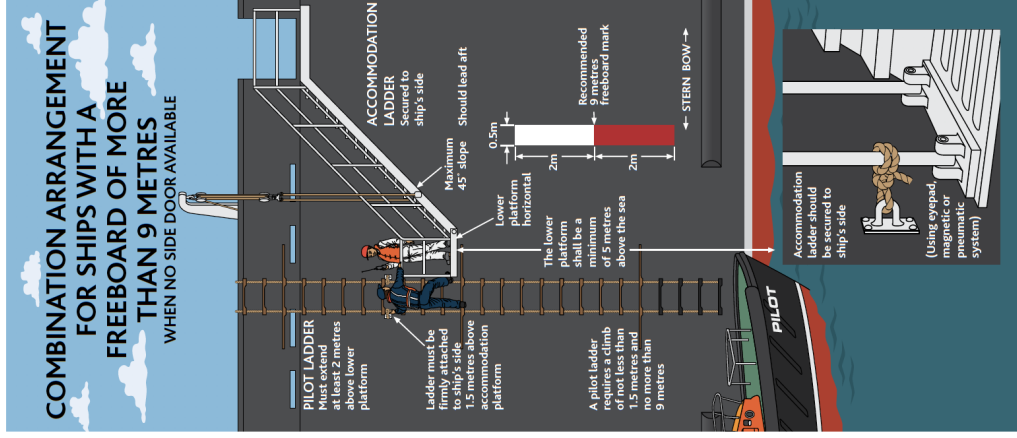 COMBINATION ARRANGEMENT
FOR SHIPS WITH A
FREEBOARD OF MORE
THAN 9 METRES
WHEN NO SIDE DOOR AVAILABLE
PILOT LADDER
Must extend
at least 2 metres
above lower
platform
Ladder must be
firmly attached
to ship's side
1.5 metres above
accommodation
platform
A pilot ladder
requires a climb
of not less than
1.5 metres and
no more than
9 metres
ACCOMMODATION
LADDER
Secured to
ship's side
Should lead aft
Maximum
45° slope
Lower
platform
horizontal
The lower
platform
shall be a
minimum
of 5 metres
above the sea
0.5m
2m
2m
Recommended
9 metres
freeboard mark
STERN BOW
PILOT
Accommodation
ladder should
be secured to
ship's side
(Using eyepad,
magnetic or
pneumatic
system)